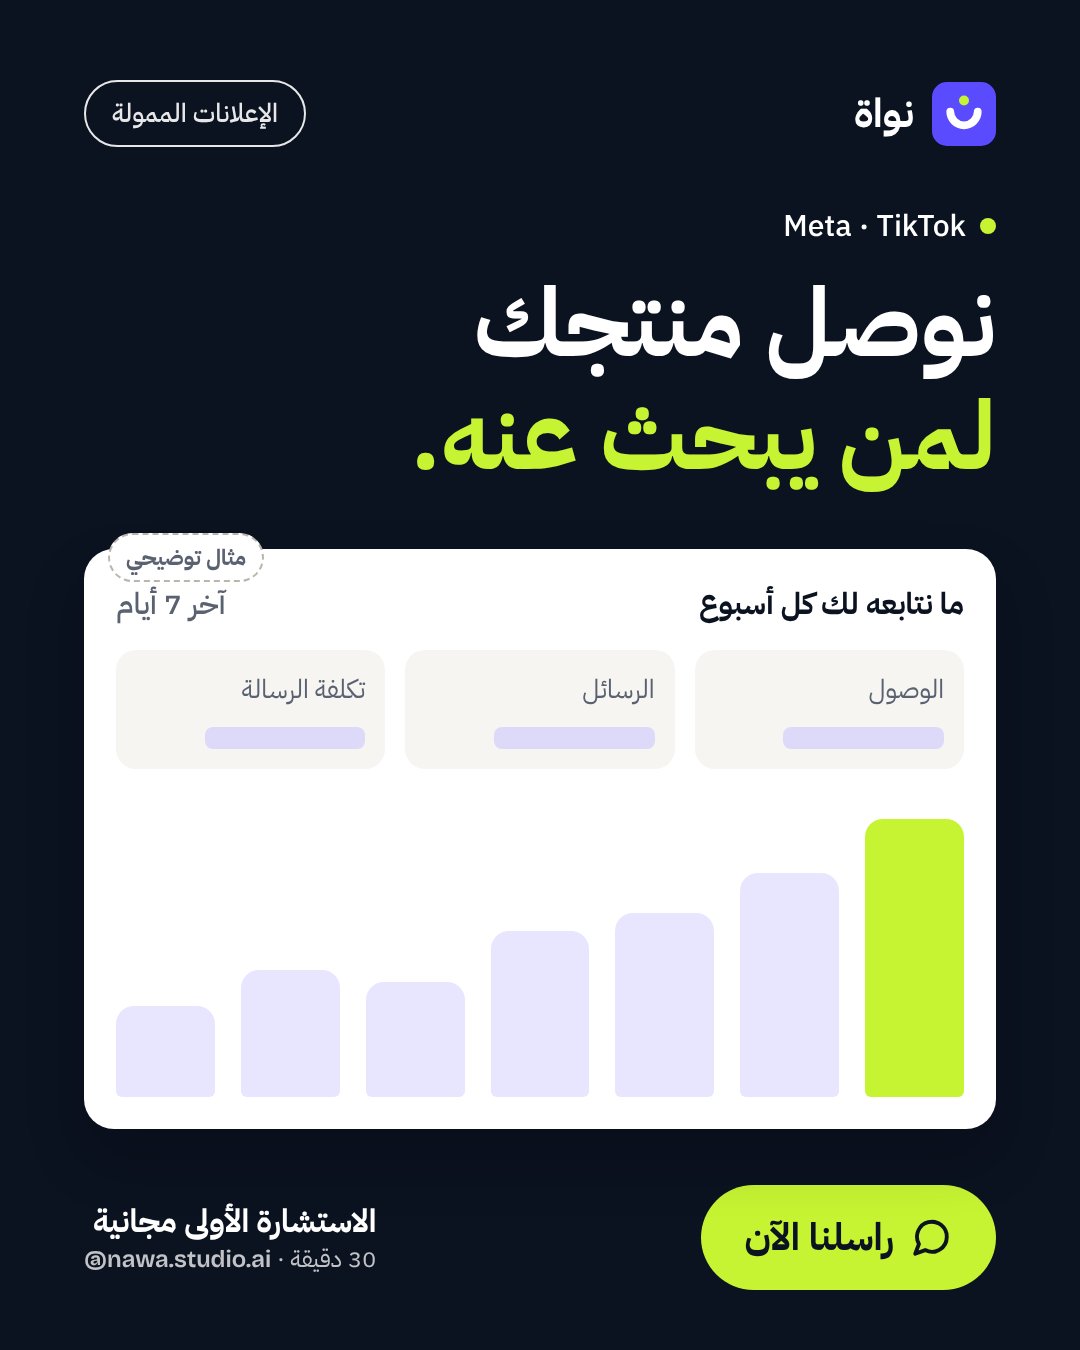 نواة
الإعلانات الممولة
Meta · TikTok
نوصل منتجك
لمن يبحث عنه.
مثال توضيحي
ما نتابعه لك كل أسبوع
آخر 7 أيام
الوصول
الرسائل
تكلفة الرسالة
راسلنا الآن
الاستشارة الأولى مجانية
30 دقيقة · @nawa.studio.ai